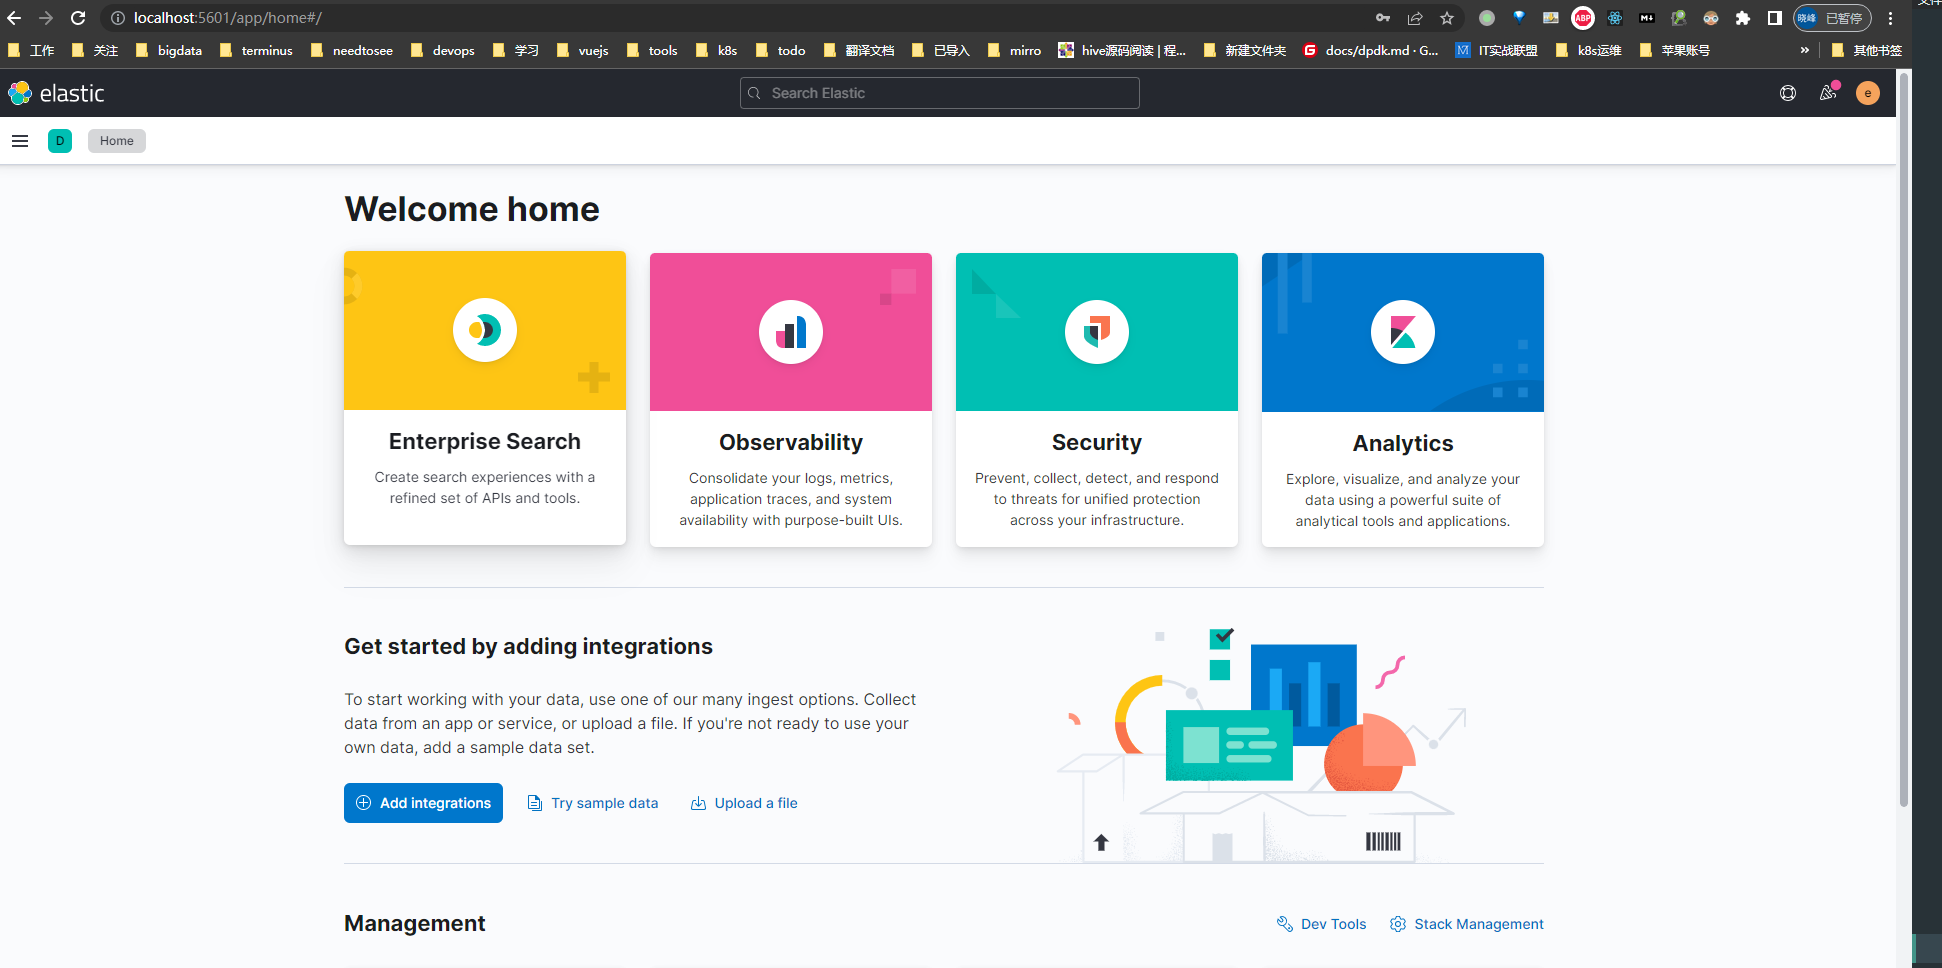 localhost:5601/app/home#/
ABP
M↓
晓峰
已暂停
工作
关注
bigdata
terminus
needtosee
devops
学习
vuejs
tools
k8s
todo
翻译文档
已导入
mirro
hive源码阅读 | 程...
新建文件夹
G
docs/dpdk.md · G...
M
IT实战联盟
k8s运维
苹果账号
»
其他书签
elastic
Search Elastic
e
D
Home
Welcome home
Enterprise Search
Create search experiences with a
refined set of APIs and tools.
Observability
Consolidate your logs, metrics,
application traces, and system
availability with purpose-built UIs.
Security
Prevent, collect, detect, and respond
to threats for unified protection
across your infrastructure.
Analytics
Explore, visualize, and analyze your
data using a powerful suite of
analytical tools and applications.
Get started by adding integrations
To start working with your data, use one of our many ingest options. Collect
data from an app or service, or upload a file. If you're not ready to use your
own data, add a sample data set.
Add integrations
Try sample data
Upload a file
Management
Dev Tools
Stack Management